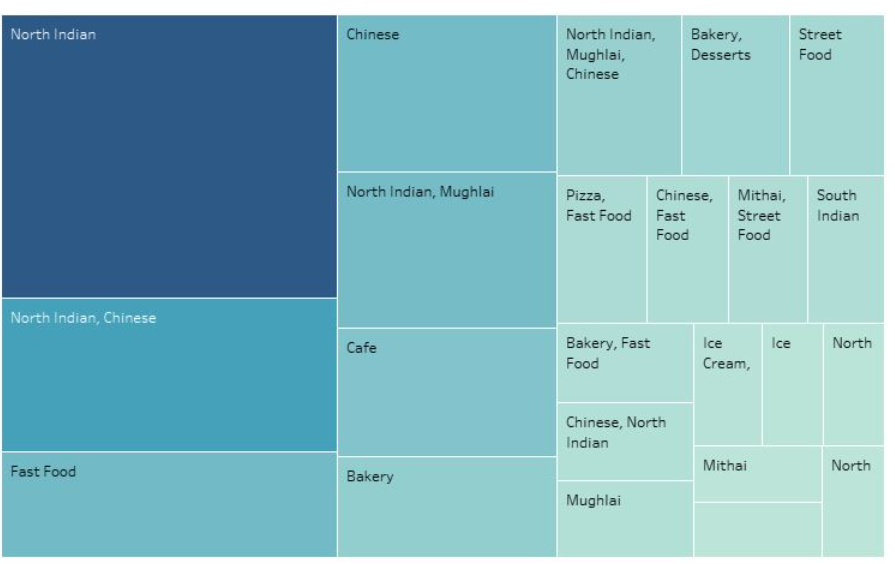 North Indian
North Indian, Chinese
Fast Food
Chinese
North Indian, Mughlai
Cafe
Bakery
North Indian,
Mughlai,
Chinese
Bakery,
Desserts
Street
Food
Pizza,
Fast Food
Chinese,
Fast
Food
Mithai,
Street
Food
South
Indian
Bakery, Fast
Food
Chinese, North
Indian
Mughlai
Ice
Cream,
Ice
North
Mithai
North